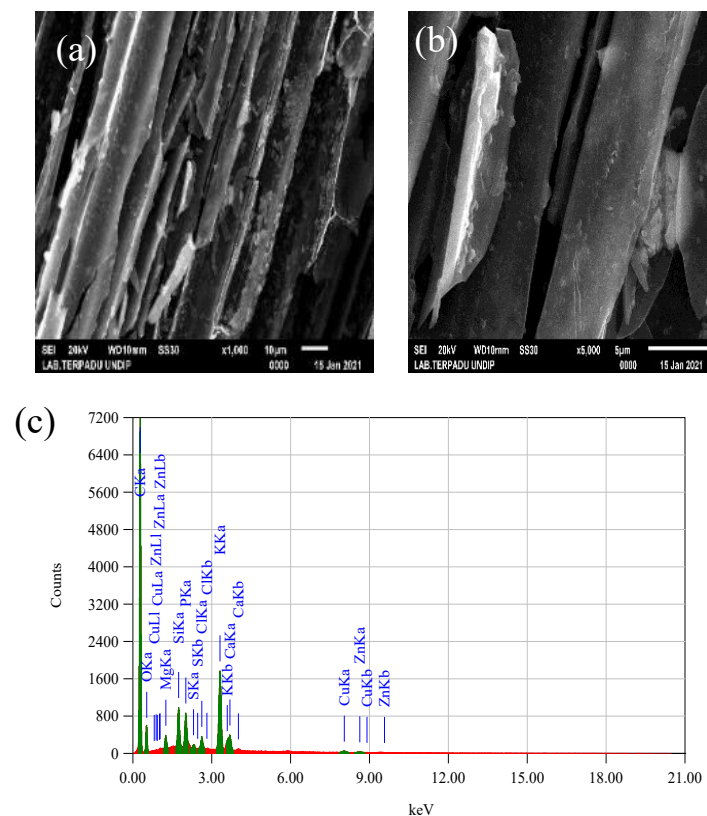 (a)
SEI 20kV WD10mm SS30 x1,000 10µm
LAB.TERPADU UNDIP 0000 15 Jan 2021
(b)
SEI 20kV WD10mm SS30 x5,000 5µm
LAB.TERPADU UNDIP 0000 15 Jan 2021
(c)
7200
6400
5600
4800
4000
3200
2400
1600
800
0
Counts
CKa
OKa
CuLl
CuLa
ZnLl
ZnLa
ZnLb
MgKa
SiKa
PKa
SKa
SKb
ClKa
ClKb
KKa
KKb
CaKa
CaKb
CuKa
ZnKa
CuKb
ZnKb
0.00 3.00 6.00 9.00 12.00 15.00 18.00 21.00
keV